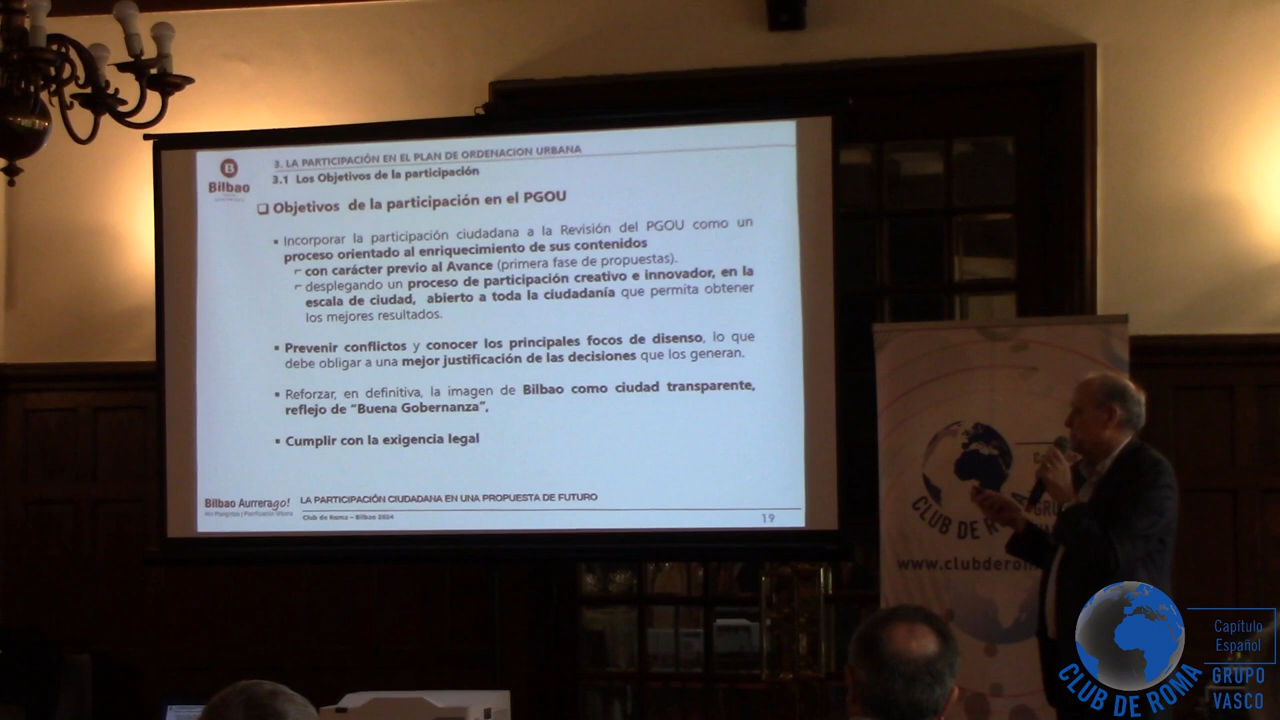 B
Bilbao
3. LA PARTICIPACIÓN EN EL PLAN DE ORDENACION URBANA
3.1 Los Objetivos de la participación
Objetivos de la participación en el PGOU
Incorporar la participación ciudadana a la Revisión del PGOU como un
proceso orientado al enriquecimiento de sus contenidos
con carácter previo al Avance (primera fase de propuestas).
desplegando un proceso de participación creativo e innovador, en la
escala de ciudad, abierto a toda la ciudadanía que permita obtener
los mejores resultados.
Prevenir conflictos y conocer los principales focos de disenso, lo que
debe obligar a una mejor justificación de las decisiones que los generan.
Reforzar, en definitiva, la imagen de Bilbao como ciudad transparente,
reflejo de “Buena Gobernanza”,
Cumplir con la exigencia legal
Bilbao Aurrerago!
LA PARTICIPACIÓN CIUDADANA EN UNA PROPUESTA DE FUTURO
Club de Roma – Bilbao 2024
19
CLUB DE R
GRU
VA
www.clubdero
CLUB DE ROMA
Capítulo
Español
GRUPO
VASCO